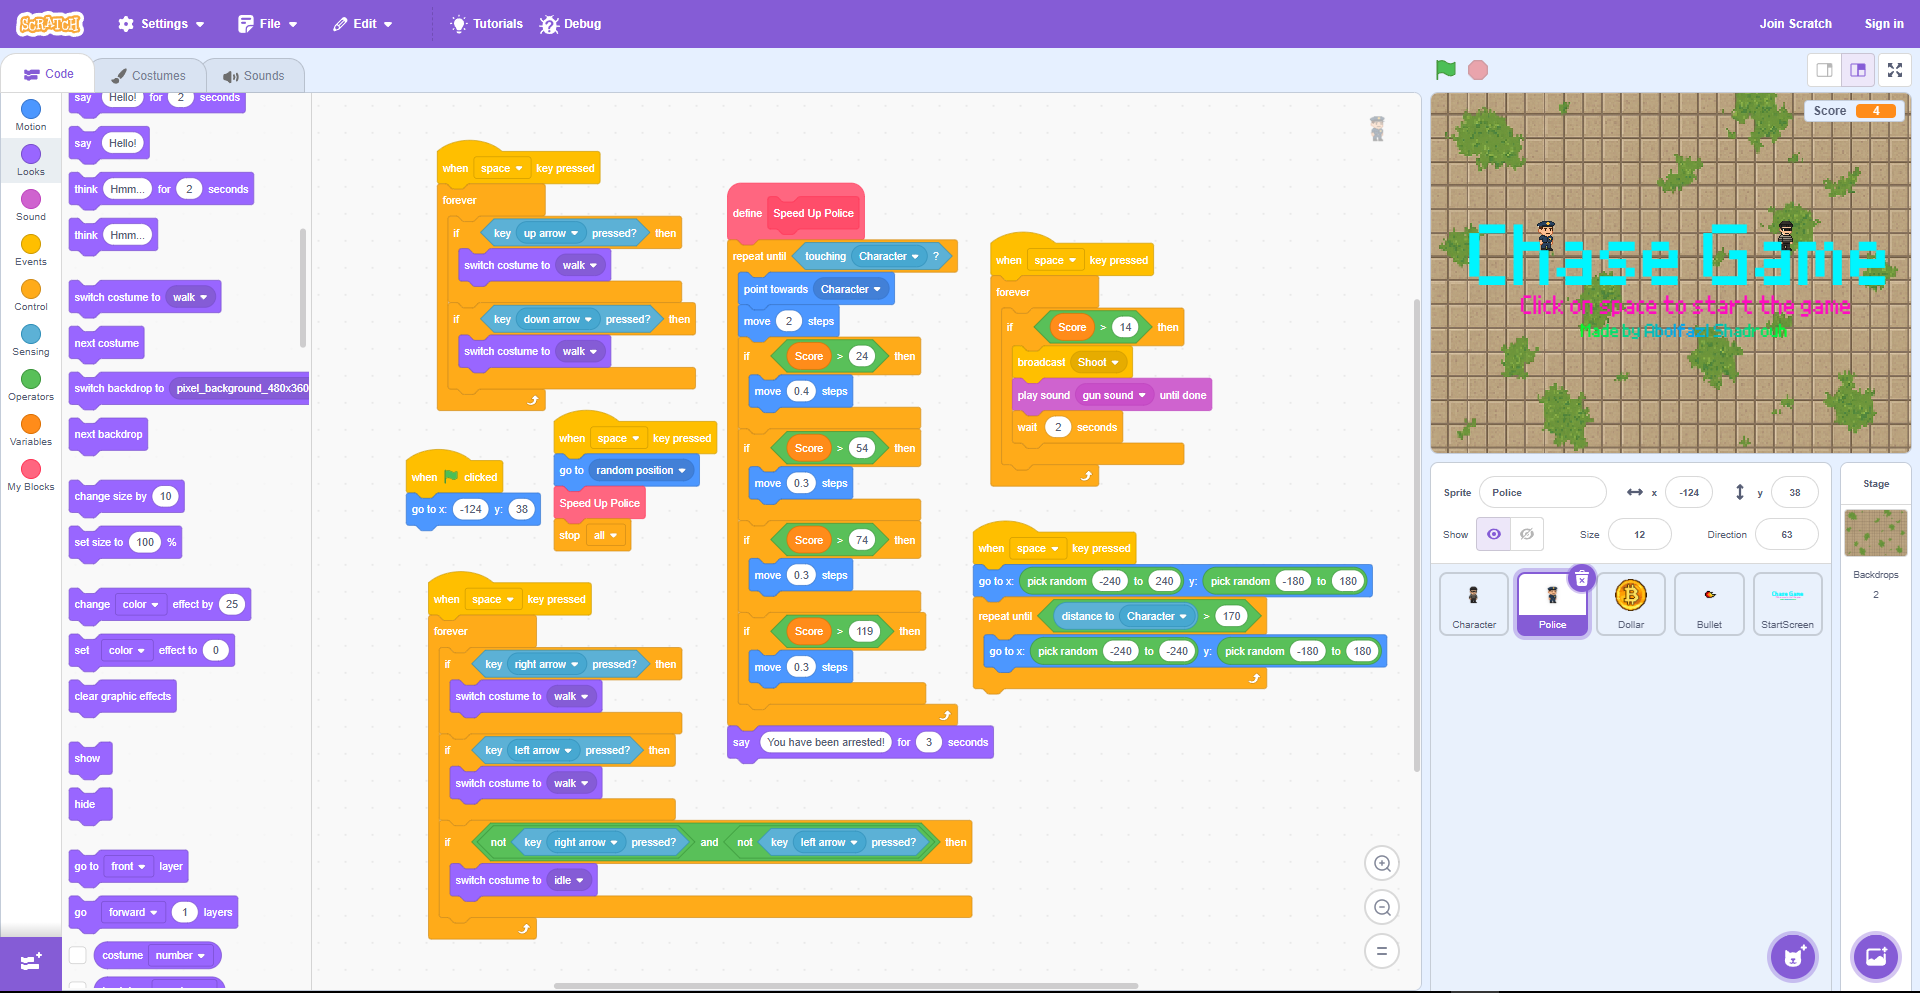 SCRATCH
Settings
File
Edit
Tutorials
Debug
Join Scratch
Sign in
Code
Costumes
Sounds
Motion
Looks
Sound
Events
Control
Sensing
Operators
Variables
My Blocks
say Hello! for 2 seconds
say Hello!
think Hmm... for 2 seconds
think Hmm...
switch costume to walk
next costume
switch backdrop to pixel_background_480x360
next backdrop
change size by 10
set size to 100 %
change color effect by 25
set color effect to 0
clear graphic effects
show
hide
go to front layer
go forward 1 layers
costume number
when space key pressed
forever
if key up arrow pressed? then
switch costume to walk
if key down arrow pressed? then
switch costume to walk
when clicked
go to x: -124 y: 38
when space key pressed
go to random position
Speed Up Police
stop all
when space key pressed
forever
if key right arrow pressed? then
switch costume to walk
if key left arrow pressed? then
switch costume to walk
if not key right arrow pressed? and not key left arrow pressed? then
switch costume to idle
define Speed Up Police
repeat until touching Character ?
point towards Character
move 2 steps
if Score > 24 then
move 0.4 steps
if Score > 54 then
move 0.3 steps
if Score > 74 then
move 0.3 steps
if Score > 119 then
move 0.3 steps
say You have been arrested! for 3 seconds
when space key pressed
forever
if Score > 14 then
broadcast Shoot
play sound gun sound until done
wait 2 seconds
when space key pressed
go to x: pick random -240 to 240 y: pick random -180 to 180
repeat until distance to Character > 170
go to x: pick random -240 to -240 y: pick random -180 to 180
Score 4
Chase Game
Click on space to start the game
Made by Abolfazl Shadrouh
Sprite Police x -124 y 38
Show Size 12 Direction 63
Character
Police
Dollar
Bullet
Chase Game
StartScreen
Stage
Backdrops
2